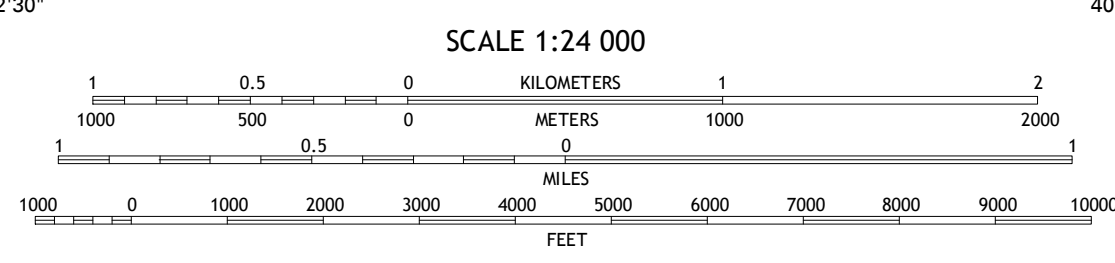 2'30" 40
SCALE 1:24 000
1 0.5 0 KILOMETERS 1 2
1000 500 0 METERS 1000 2000
1 0.5 0 1
MILES
1000 0 1000 2000 3000 4000 5000 6000 7000 8000 9000 10000
FEET